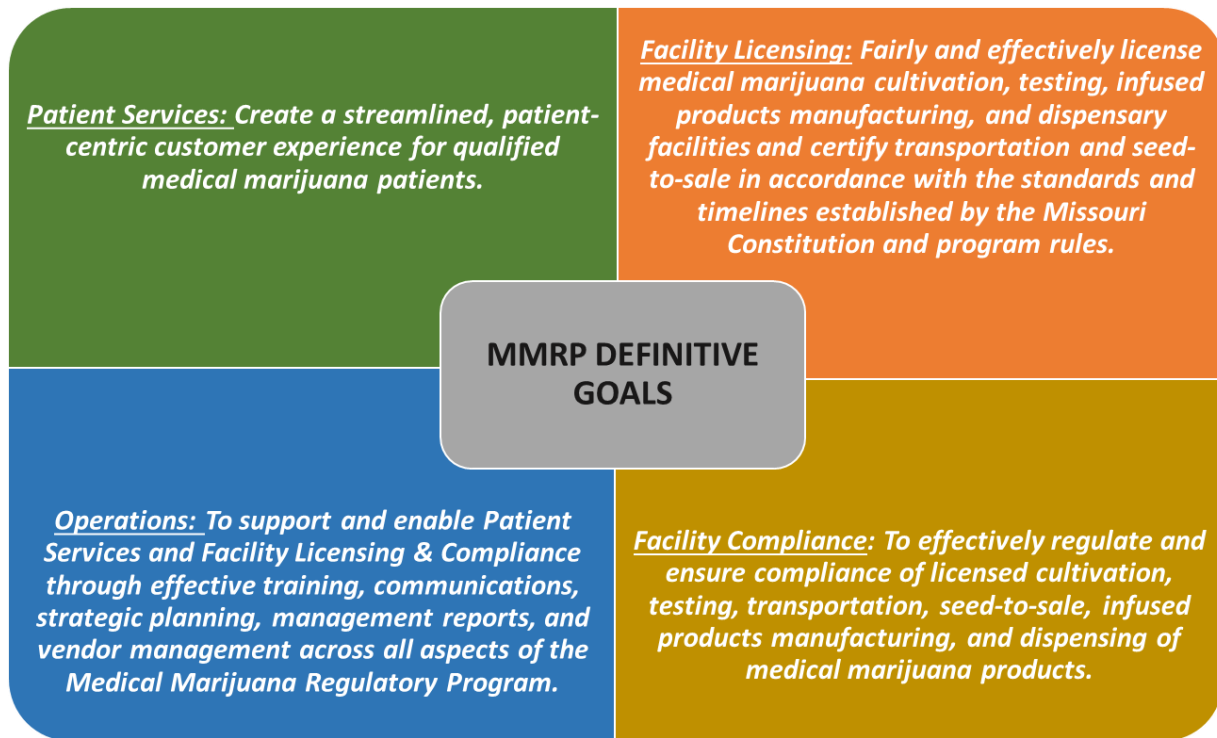 Patient Services: Create a streamlined, patient-
centric customer experience for qualified
medical marijuana patients.
Facility Licensing: Fairly and effectively license
medical marijuana cultivation, testing, infused
products manufacturing, and dispensary
facilities and certify transportation and seed-
to-sale in accordance with the standards and
timelines established by the Missouri
Constitution and program rules.
MMRP DEFINITIVE
GOALS
Operations: To support and enable Patient
Services and Facility Licensing & Compliance
through effective training, communications,
strategic planning, management reports, and
vendor management across all aspects of the
Medical Marijuana Regulatory Program.
Facility Compliance: To effectively regulate and
ensure compliance of licensed cultivation,
testing, transportation, seed-to-sale, infused
products manufacturing, and dispensing of
medical marijuana products.